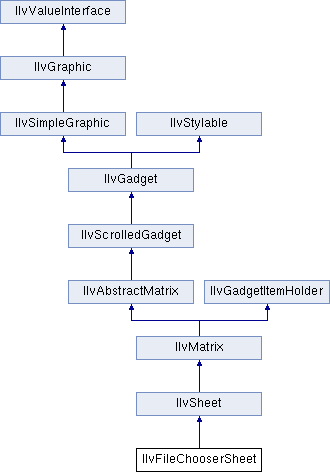 IlvValueInterface
IlvGraphic
IlvSimpleGraphic
IlvStylable
IlvGadget
IlvScrolledGadget
IlvAbstractMatrix
IlvGadgetItemHolder
IlvMatrix
IlvSheet
IlvFileChooserSheet